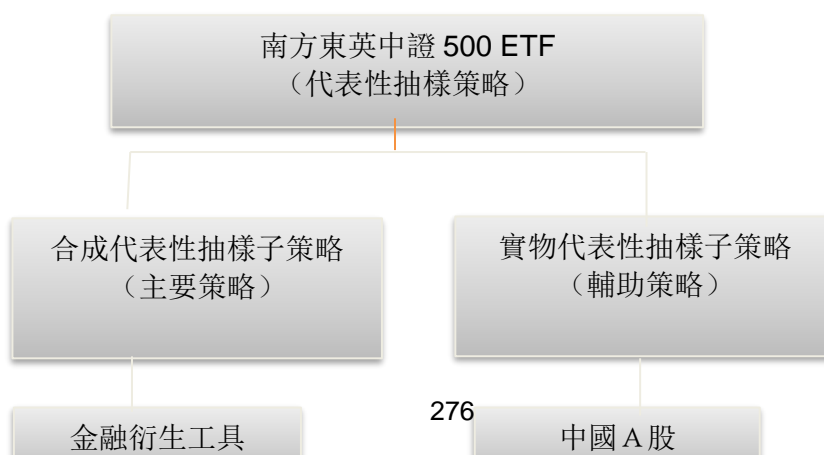 南方東英中證 500 ETF
（代表性抽樣策略）
合成代表性抽樣子策略
（主要策略）
實物代表性抽樣子策略
（輔助策略）
金融衍生工具
276
中國A股